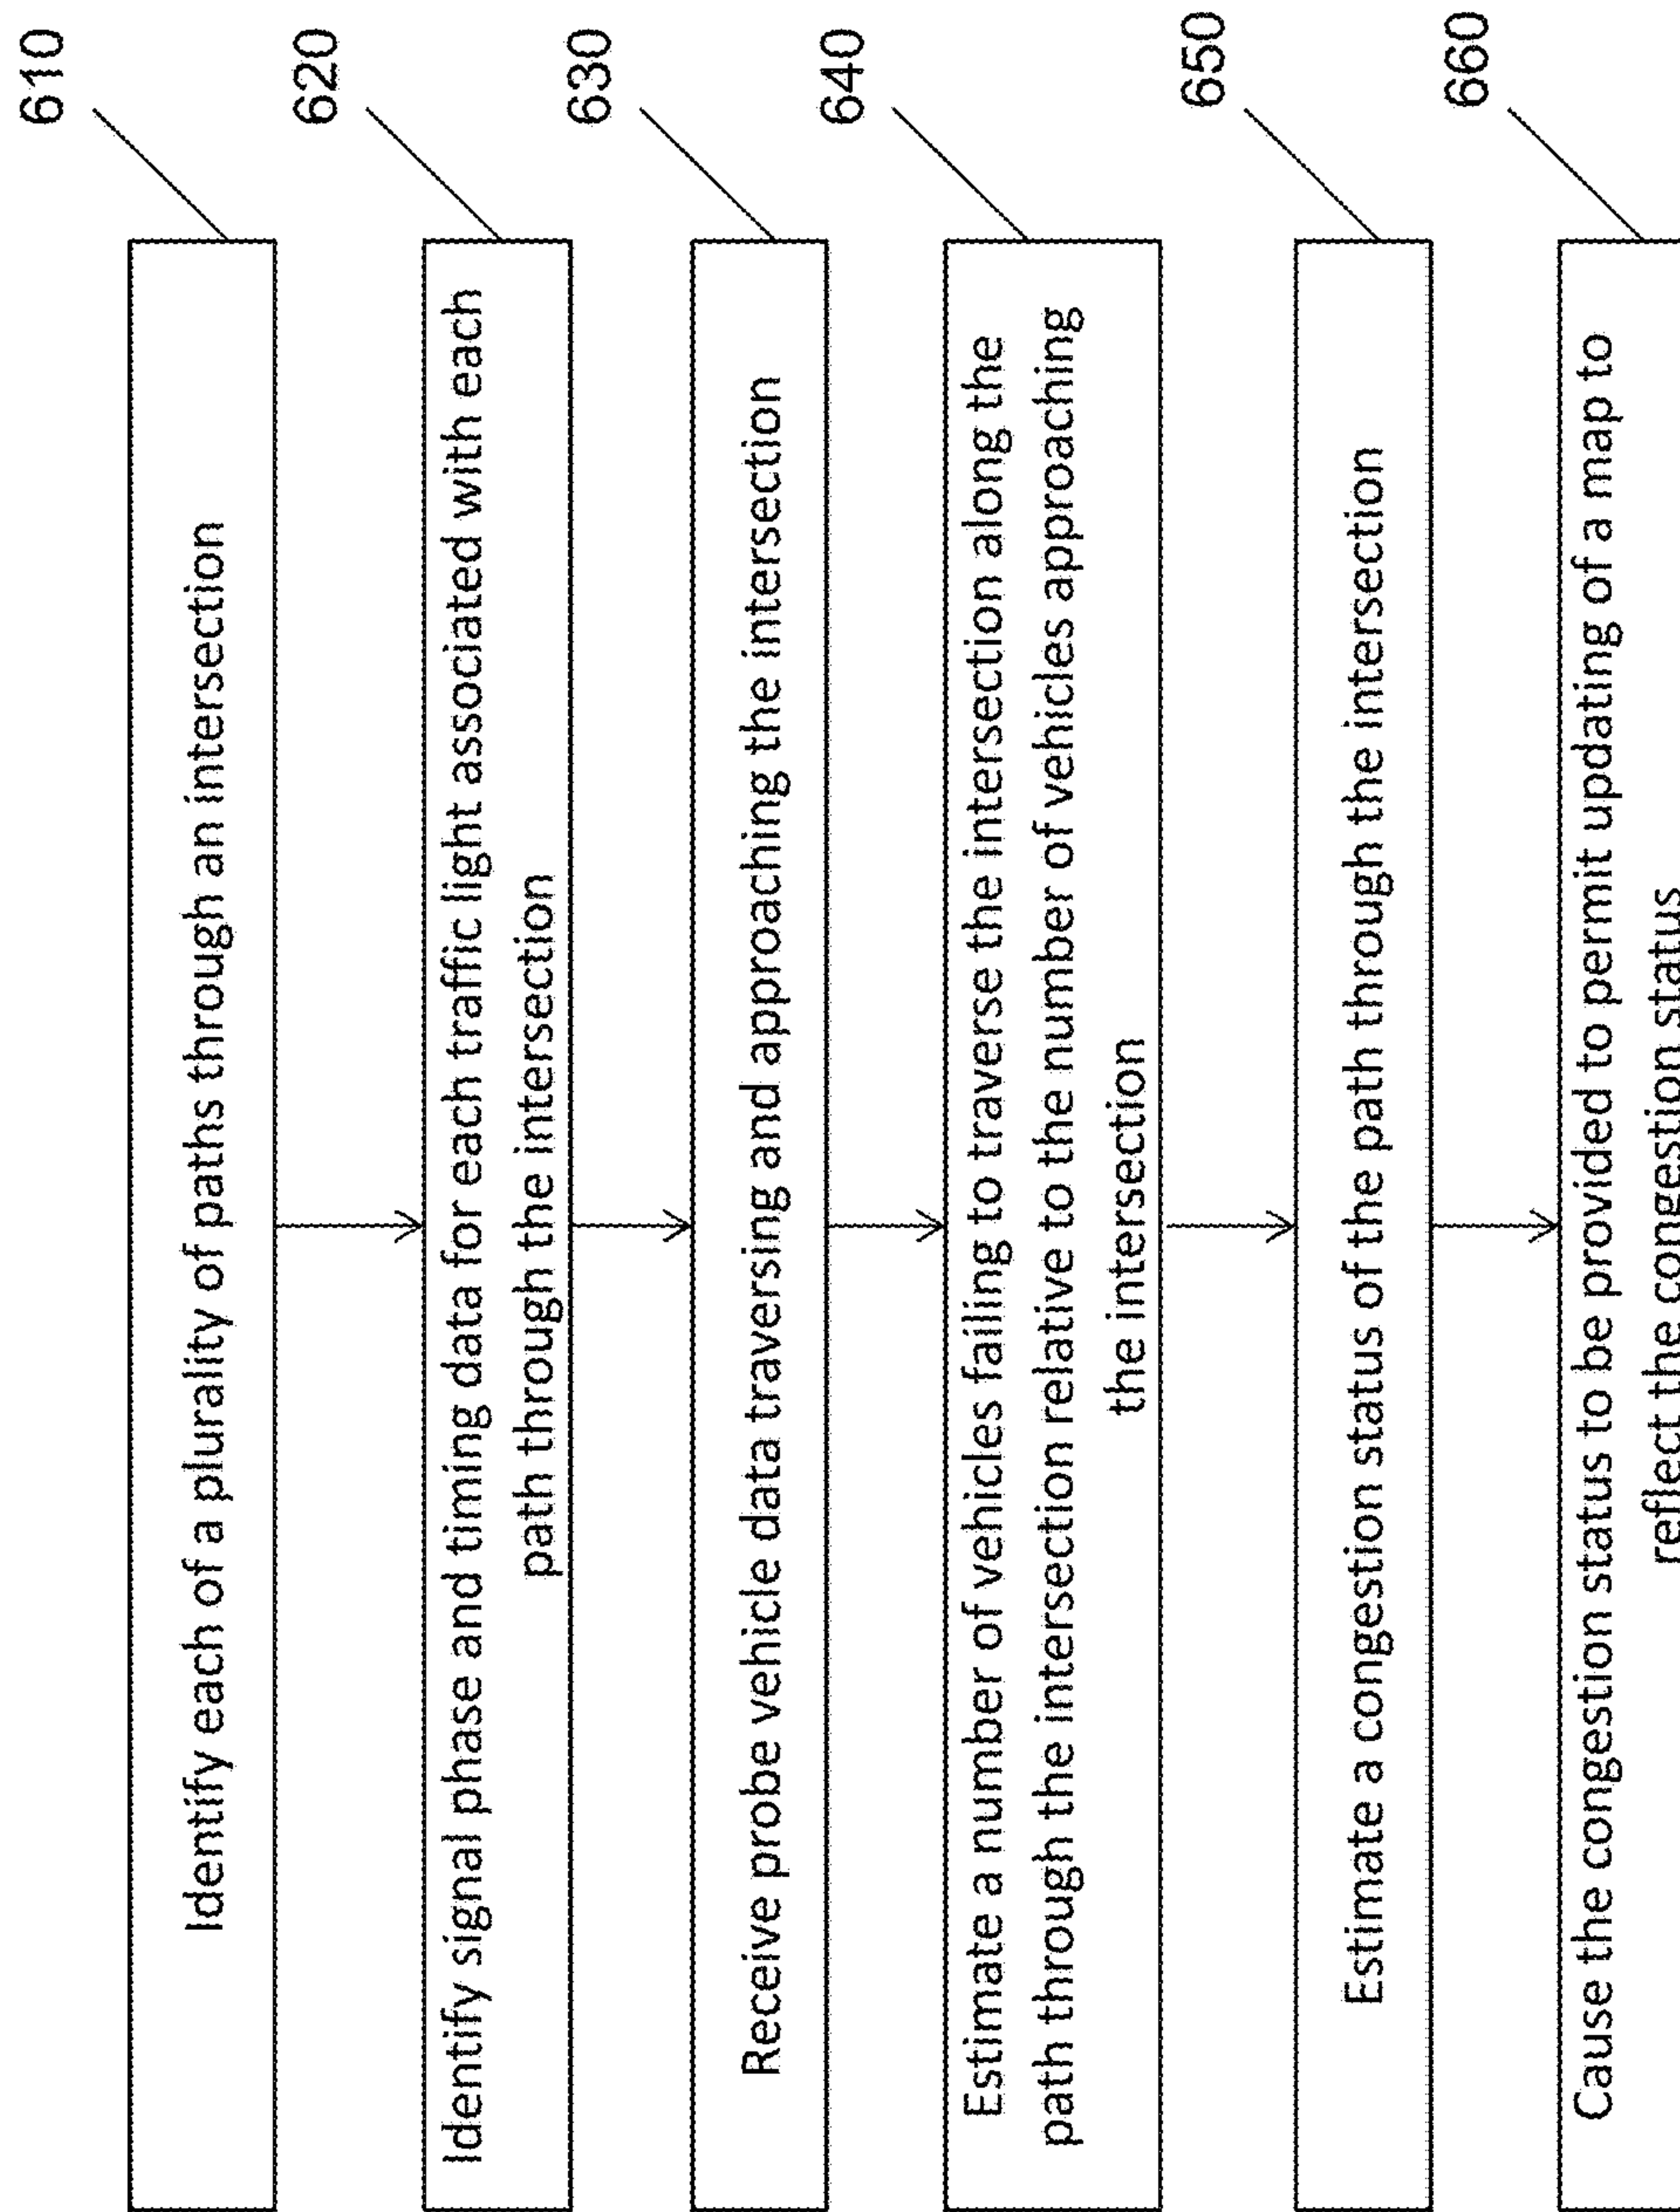 610
Identify each of a plurality of paths through an intersection
620
Identify signal phase and timing data for each traffic light associated with each
path through the intersection
630
Receive probe vehicle data traversing and approaching the intersection
640
Estimate a number of vehicles failing to traverse the intersection along the
path through the intersection relative to the number of vehicles approaching
the intersection
650
Estimate a congestion status of the path through the intersection
660
Cause the congestion status to be provided to permit updating of a map to
reflect the congestion status